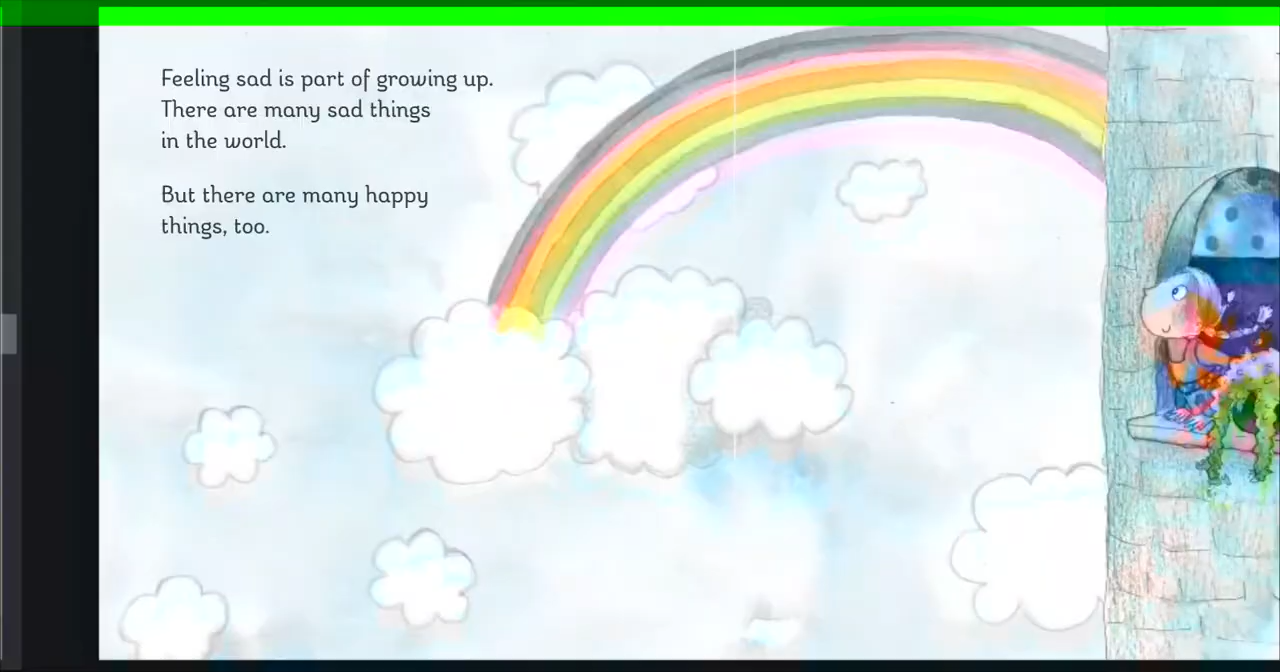 Feeling sad is part of growing up.
There are many sad things
in the world.
But there are many happy
things, too.